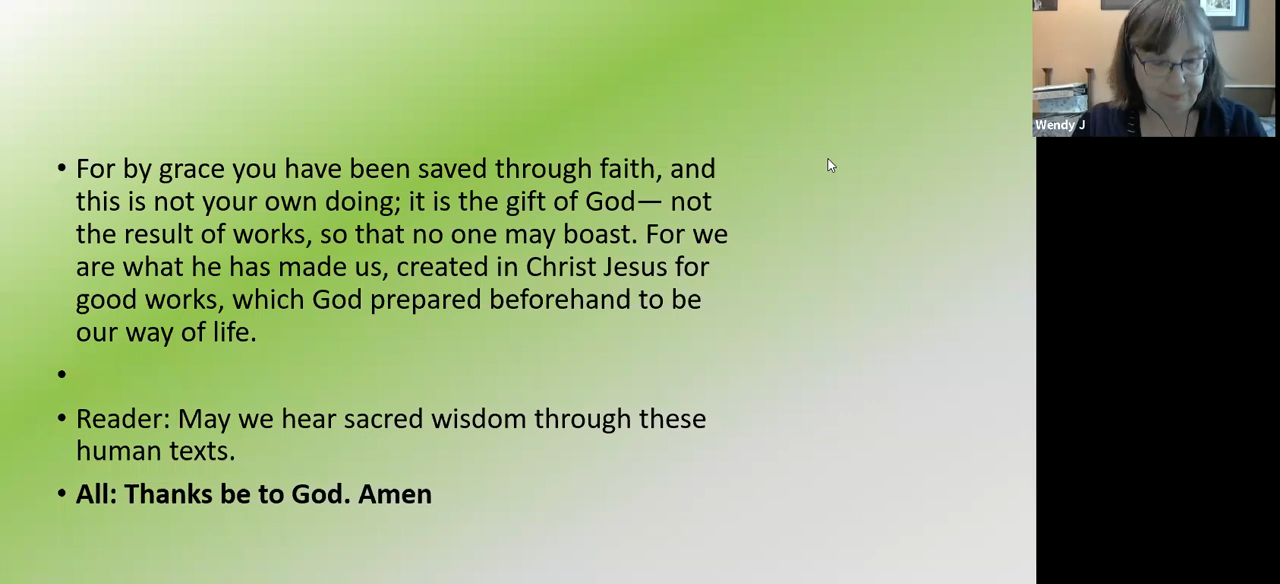 • For by grace you have been saved through faith, and
this is not your own doing; it is the gift of God— not
the result of works, so that no one may boast. For we
are what he has made us, created in Christ Jesus for
good works, which God prepared beforehand to be
our way of life.
•
• Reader: May we hear sacred wisdom through these
human texts.
• All: Thanks be to God. Amen
Wendy J